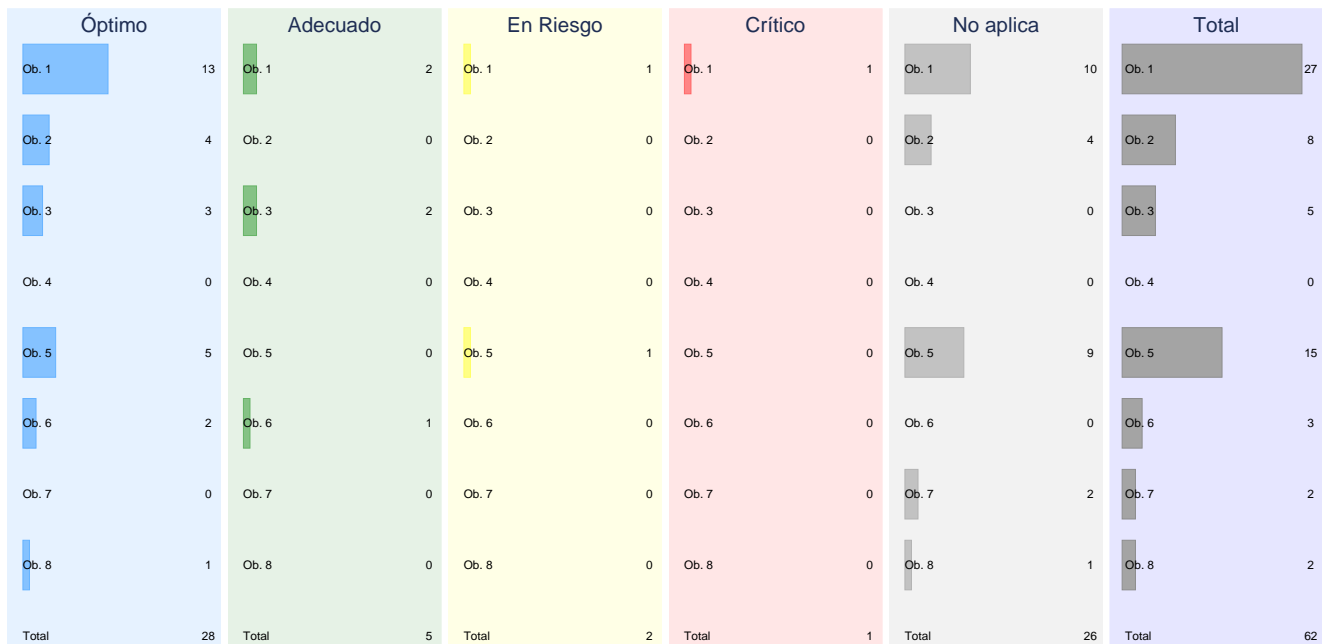 Óptimo Adecuado En Riesgo Crítico No aplica Total
Ob. 1 13 Ob. 1 2 Ob. 1 1 Ob. 1 1 Ob. 1 10 Ob. 1 27
Ob. 2 4 Ob. 2 0 Ob. 2 0 Ob. 2 0 Ob. 2 4 Ob. 2 8
Ob. 3 3 Ob. 3 2 Ob. 3 0 Ob. 3 0 Ob. 3 0 Ob. 3 5
Ob. 4 0 Ob. 4 0 Ob. 4 0 Ob. 4 0 Ob. 4 0 Ob. 4 0
Ob. 5 5 Ob. 5 0 Ob. 5 1 Ob. 5 0 Ob. 5 9 Ob. 5 15
Ob. 6 2 Ob. 6 1 Ob. 6 0 Ob. 6 0 Ob. 6 0 Ob. 6 3
Ob. 7 0 Ob. 7 0 Ob. 7 0 Ob. 7 0 Ob. 7 2 Ob. 7 2
Ob. 8 1 Ob. 8 0 Ob. 8 0 Ob. 8 0 Ob. 8 1 Ob. 8 2
Total 28 Total 5 Total 2 Total 1 Total 26 Total 62